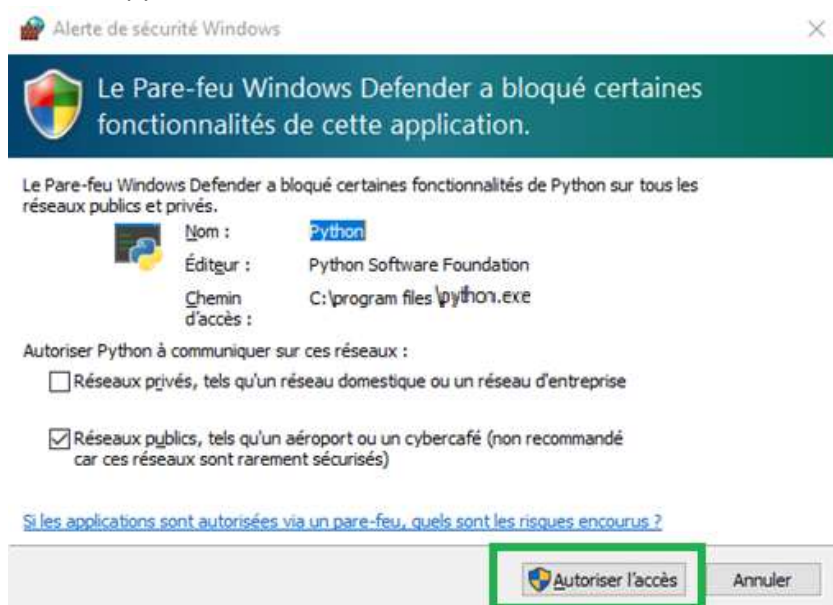 Alerte de sécurité Windows
Le Pare-feu Windows Defender a bloqué certaines
fonctionnalités de cette application.
Le Pare-feu Windows Defender a bloqué certaines fonctionnalités de Python sur tous les
réseaux publics et privés.
Nom : Python
Éditeur : Python Software Foundation
Chemin d'accès : C:\program files \python.exe
Autoriser Python à communiquer sur ces réseaux :
Réseaux privés, tels qu'un réseau domestique ou un réseau d'entreprise
Réseaux publics, tels qu'un aéroport ou un cybercafé (non recommandé
car ces réseaux sont rarement sécurisés)
Si les applications sont autorisées via un pare-feu, quels sont les risques encourus ?
Autoriser l'accès Annuler